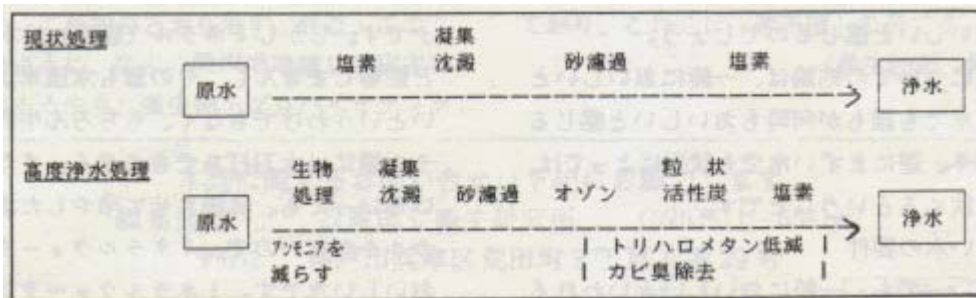 現状処理
塩素 凝集沈澱 砂濾過 塩素
原水 浄水
高度浄水処理
生物処理 凝集沈澱 砂濾過 オゾン 粒状活性炭 塩素
原水 浄水
アンモニアを減らす
トリハロメタン低減
カビ臭除去